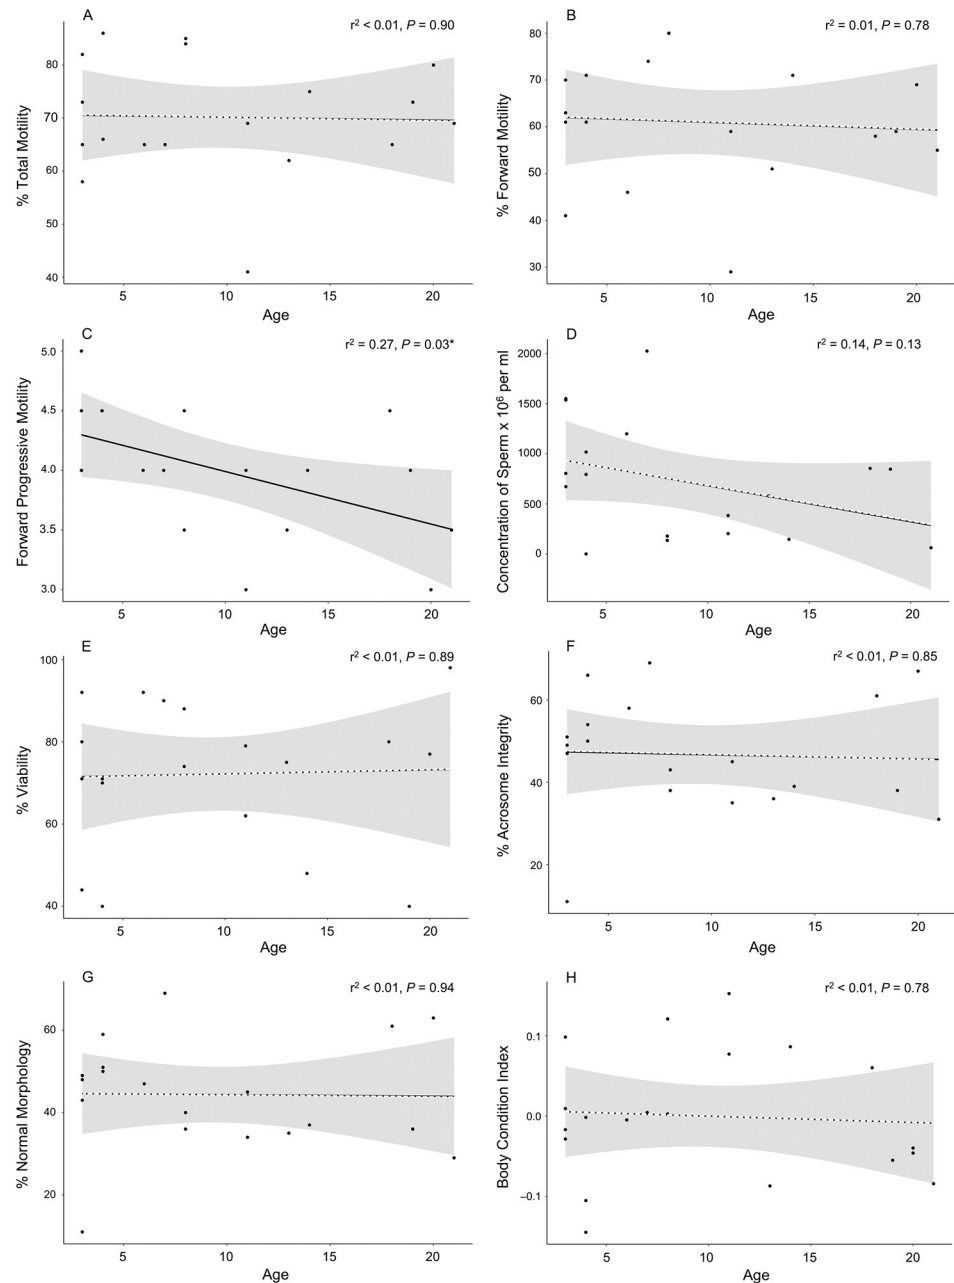 A
r² < 0.01, P = 0.90
% Total Motility
80
70
60
50
40
5 10 15 20
Age
B
r² = 0.01, P = 0.78
% Forward Motility
80
70
60
50
40
30
5 10 15 20
Age
C
r² = 0.27, P = 0.03*
Forward Progressive Motility
5.0
4.5
4.0
3.5
3.0
5 10 15 20
Age
D
r² = 0.14, P = 0.13
Concentration of Sperm x 10⁶ per ml
2000
1500
1000
500
0
5 10 15 20
Age
E
r² < 0.01, P = 0.89
% Viability
100
80
60
40
5 10 15 20
Age
F
r² < 0.01, P = 0.85
% Acrosome Integrity
60
40
20
5 10 15 20
Age
G
r² < 0.01, P = 0.94
% Normal Morphology
60
40
20
5 10 15 20
Age
H
r² < 0.01, P = 0.78
Body Condition Index
0.1
0.0
−0.1
5 10 15 20
Age